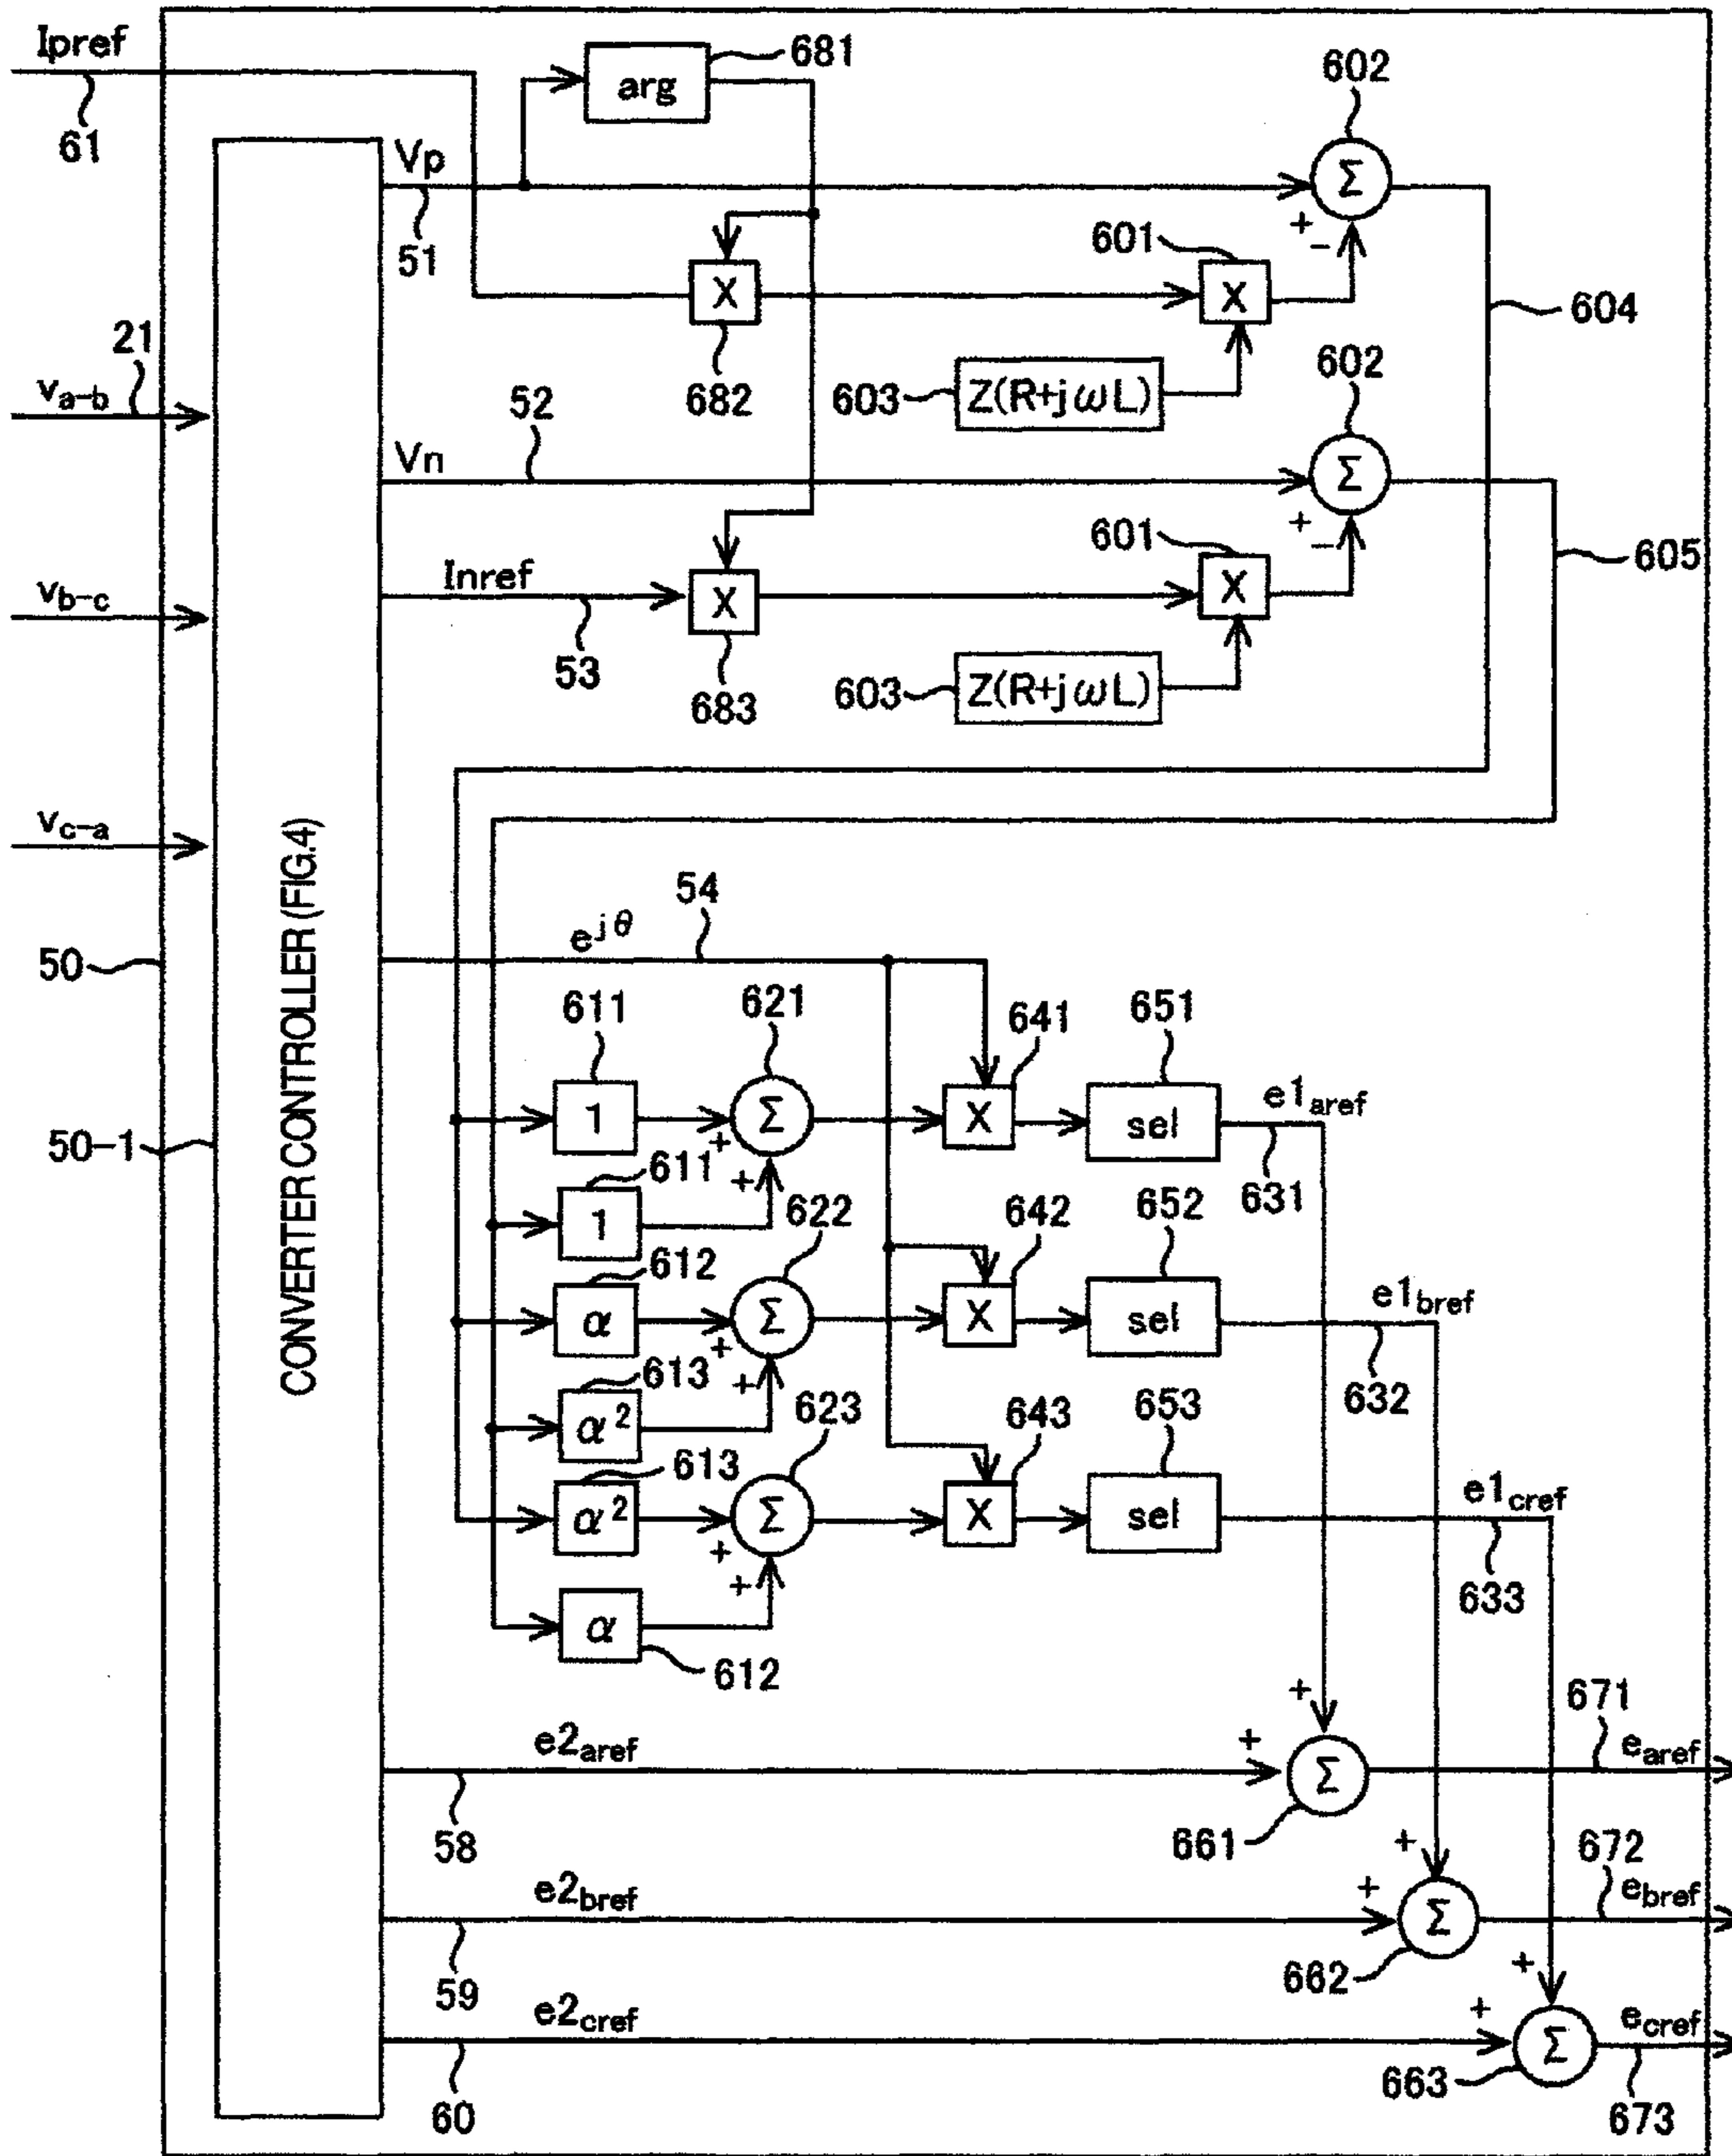 Ipref
61
681
arg
602
Σ
Vp
51
+
-
601
X
X
682
604
21
va-b
603
Z(R+jωL)
602
Σ
52
Vn
+
-
601
605
Inref
53
X
683
X
vb-c
603
Z(R+jωL)
vc-a
CONVERTER CONTROLLER (FIG.4)
50
50-1
54
e^jθ
611
621
641
651
1
+
Σ
X
sel
e1aref
631
611
1
+
622
642
652
612
α
+
Σ
X
sel
e1bref
632
613
α²
+
623
643
653
613
α²
+
Σ
X
sel
e1cref
633
α
612
+
e2aref
58
+
+
Σ
661
671
earef
e2bref
59
+
+
Σ
662
672
ebref
e2cref
60
+
+
Σ
663
673
ecref